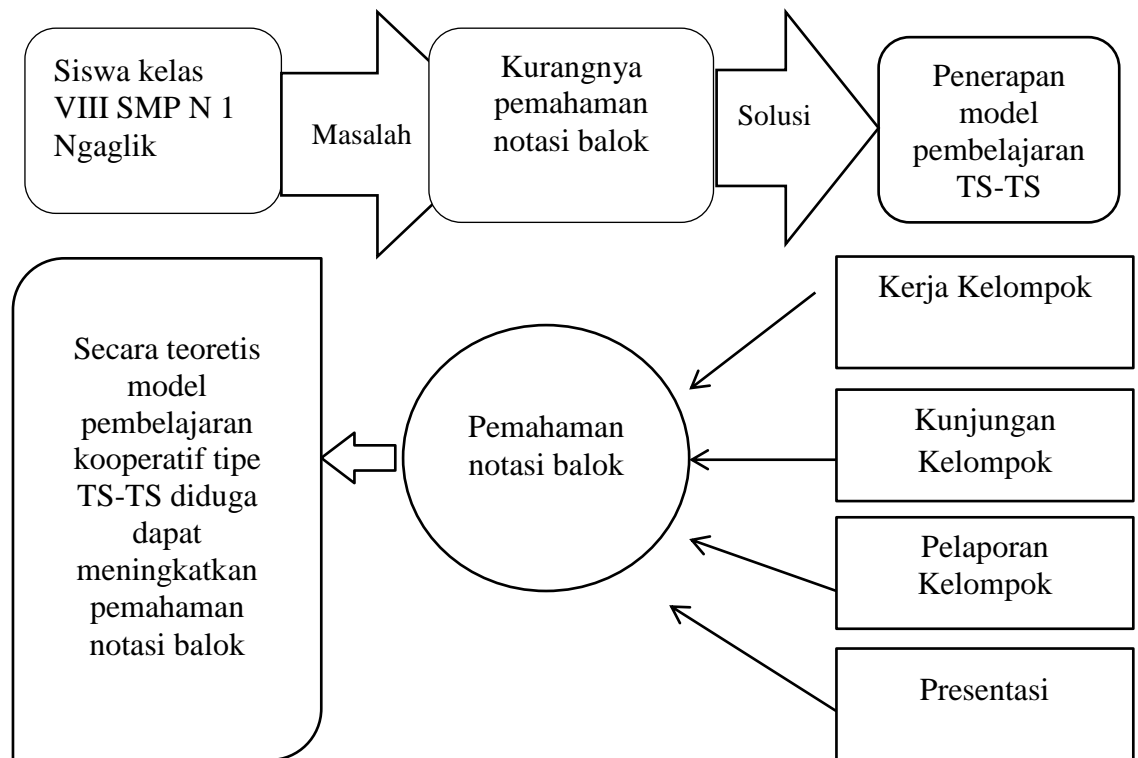 Siswa kelas
VIII SMP N 1
Ngaglik
Masalah
Kurangnya
pemahaman
notasi balok
Solusi
Penerapan
model
pembelajaran
TS-TS
Secara teoretis
model
pembelajaran
kooperatif tipe
TS-TS diduga
dapat
meningkatkan
pemahaman
notasi balok
Pemahaman
notasi balok
Kerja Kelompok
Kunjungan
Kelompok
Pelaporan
Kelompok
Presentasi